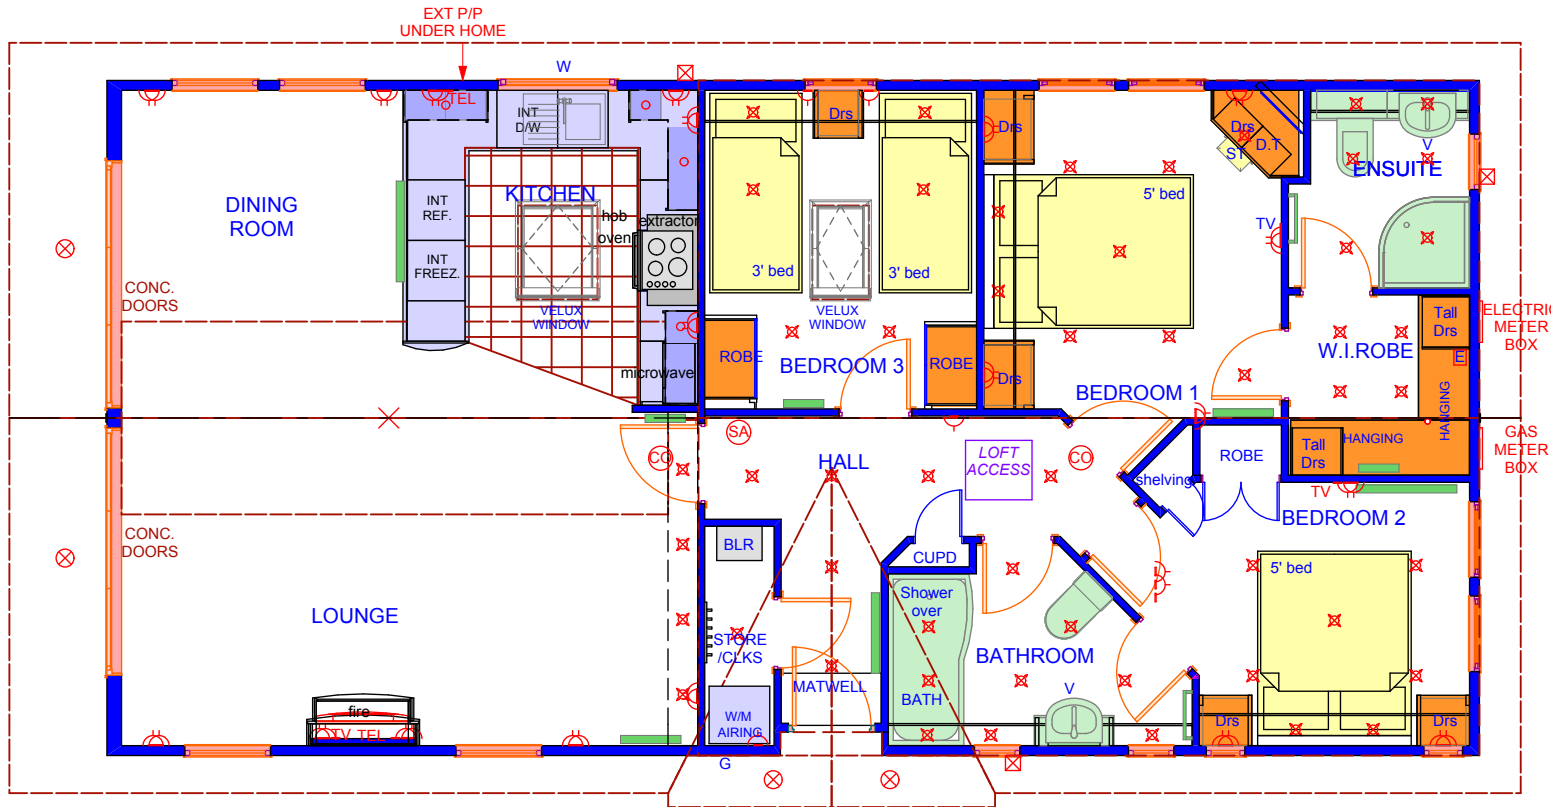 EXT P/P
UNDER HOME
W
TEL
INT
D/W
Drs
Drs
Drs
D.T
ST
V
ENSUITE
DINING
ROOM
KITCHEN
INT
REF.
hob
extractor
oven
INT
FREEZ.
3' bed
3' bed
5' bed
TV
CONC.
DOORS
VELUX
WINDOW
VELUX
WINDOW
ROBE
BEDROOM 3
ROBE
microwave
Drs
BEDROOM 1
W.I.ROBE
Tall
Drs
E
HANGING
ELECTRIC
METER
BOX
GAS
METER
BOX
SA
CO
HALL
LOFT
ACCESS
CO
shelving
ROBE
HANGING
Tall
Drs
TV
BEDROOM 2
CONC.
DOORS
BLR
CUPD
5' bed
LOUNGE
Shower
over
STORE
/CLKS
BATHROOM
MATWELL
BATH
V
fire
TV TEL
W/M
AIRING
Drs
Drs
G